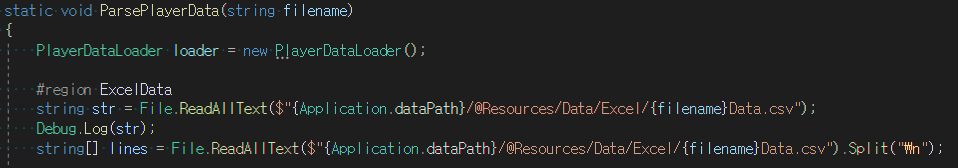 static void ParsePlayerData(string filename)
{
PlayerDataLoader loader = new PlayerDataLoader();
#region ExcelData
string str = File.ReadAllText($"{Application.dataPath}/@Resources/Data/Excel/{filename}Data.csv");
Debug.Log(str);
string[] lines = File.ReadAllText($"{Application.dataPath}/@Resources/Data/Excel/{filename}Data.csv").Split("₩n");